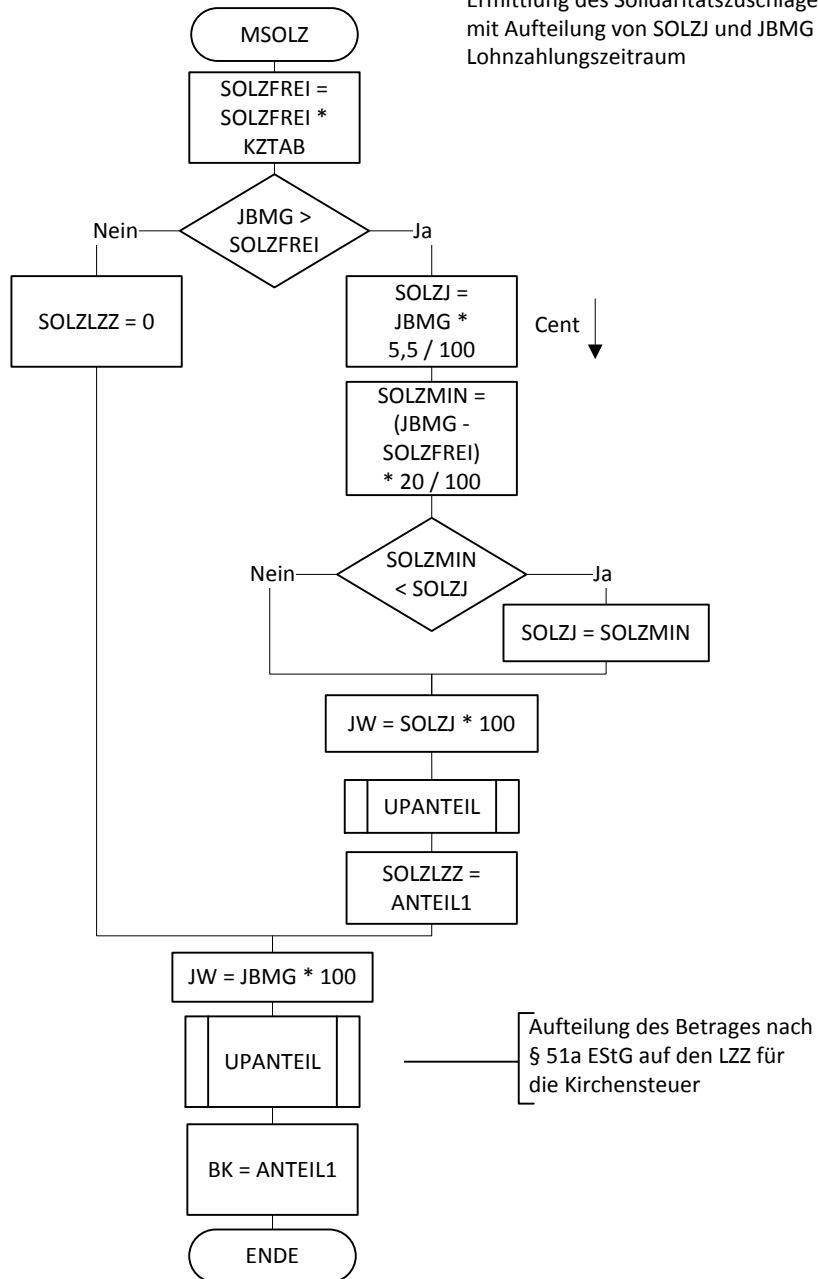 Ermittlung des Solidaritätszuschlage
mit Aufteilung von SOLZJ und JBMG
Lohnzahlungszeitraum
MSOLZ
SOLZFREI =
SOLZFREI *
KZTAB
JBMG >
SOLZFREI
Nein
Ja
SOLZLZZ = 0
SOLZJ =
JBMG *
5,5 / 100
Cent
SOLZMIN =
(JBMG -
SOLZFREI)
* 20 / 100
SOLZMIN
< SOLZJ
Nein
Ja
SOLZJ = SOLZMIN
JW = SOLZJ * 100
UPANTEIL
SOLZLZZ =
ANTEIL1
JW = JBMG * 100
UPANTEIL
Aufteilung des Betrages nach
§ 51a EStG auf den LZZ für
die Kirchensteuer
BK = ANTEIL1
ENDE